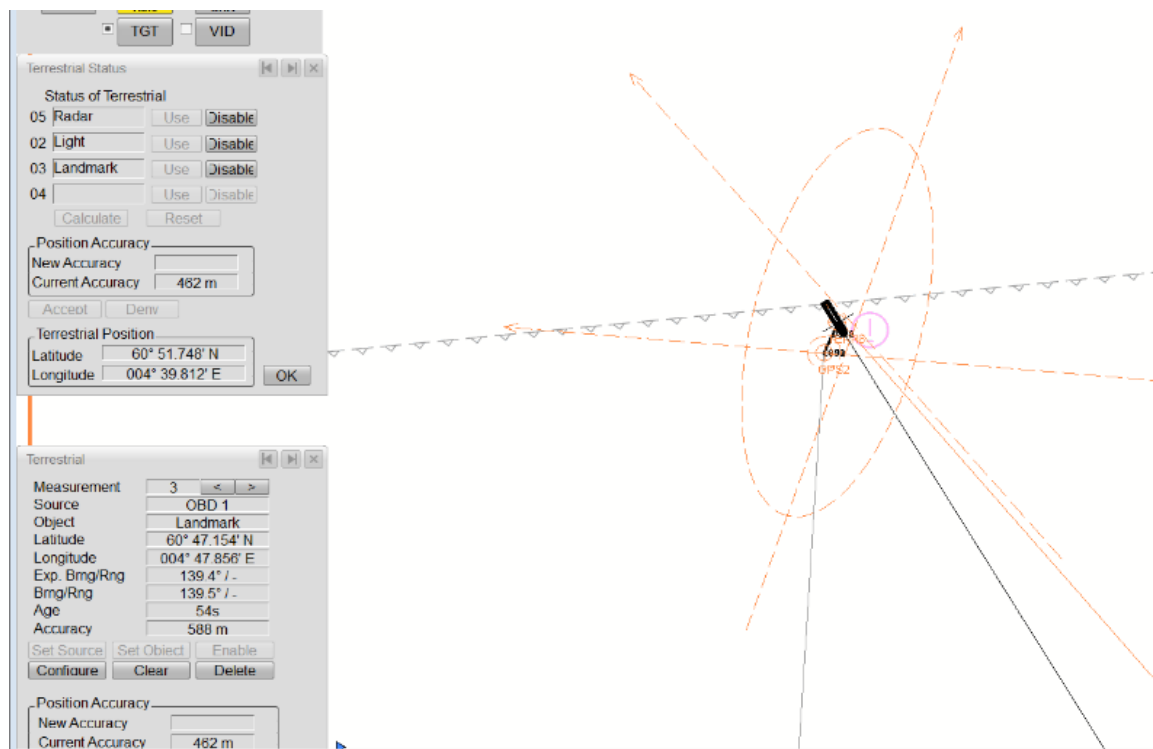 TGT VID
Terrestrial Status
Status of Terrestrial
05 Radar Use Disable
02 Light Use Disable
03 Landmark Use Disable
04 Use Disable
Calculate Reset
Position Accuracy
New Accuracy
Current Accuracy 462 m
Accept Deny
Terrestrial Position
Latitude 60° 51.748' N
Longitude 004° 39.812' E OK
GPS2
Terrestrial
Measurement 3 < >
Source OBD 1
Object Landmark
Latitude 60° 47.154' N
Longitude 004° 47.856' E
Exp. Brng/Rng 139.4° / -
Brng/Rng 139.5° / -
Age 54s
Accuracy 588 m
Set Source Set Object Enable
Configure Clear Delete
Position Accuracy
New Accuracy
Current Accuracy 462 m